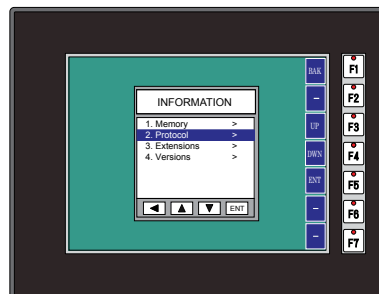 INFORMATION
1. Memory >
2. Protocol >
3. Extensions >
4. Versions >
ENT
BAK
–
UP
DWN
ENT
–
–
F1
F2
F3
F4
F5
F6
F7